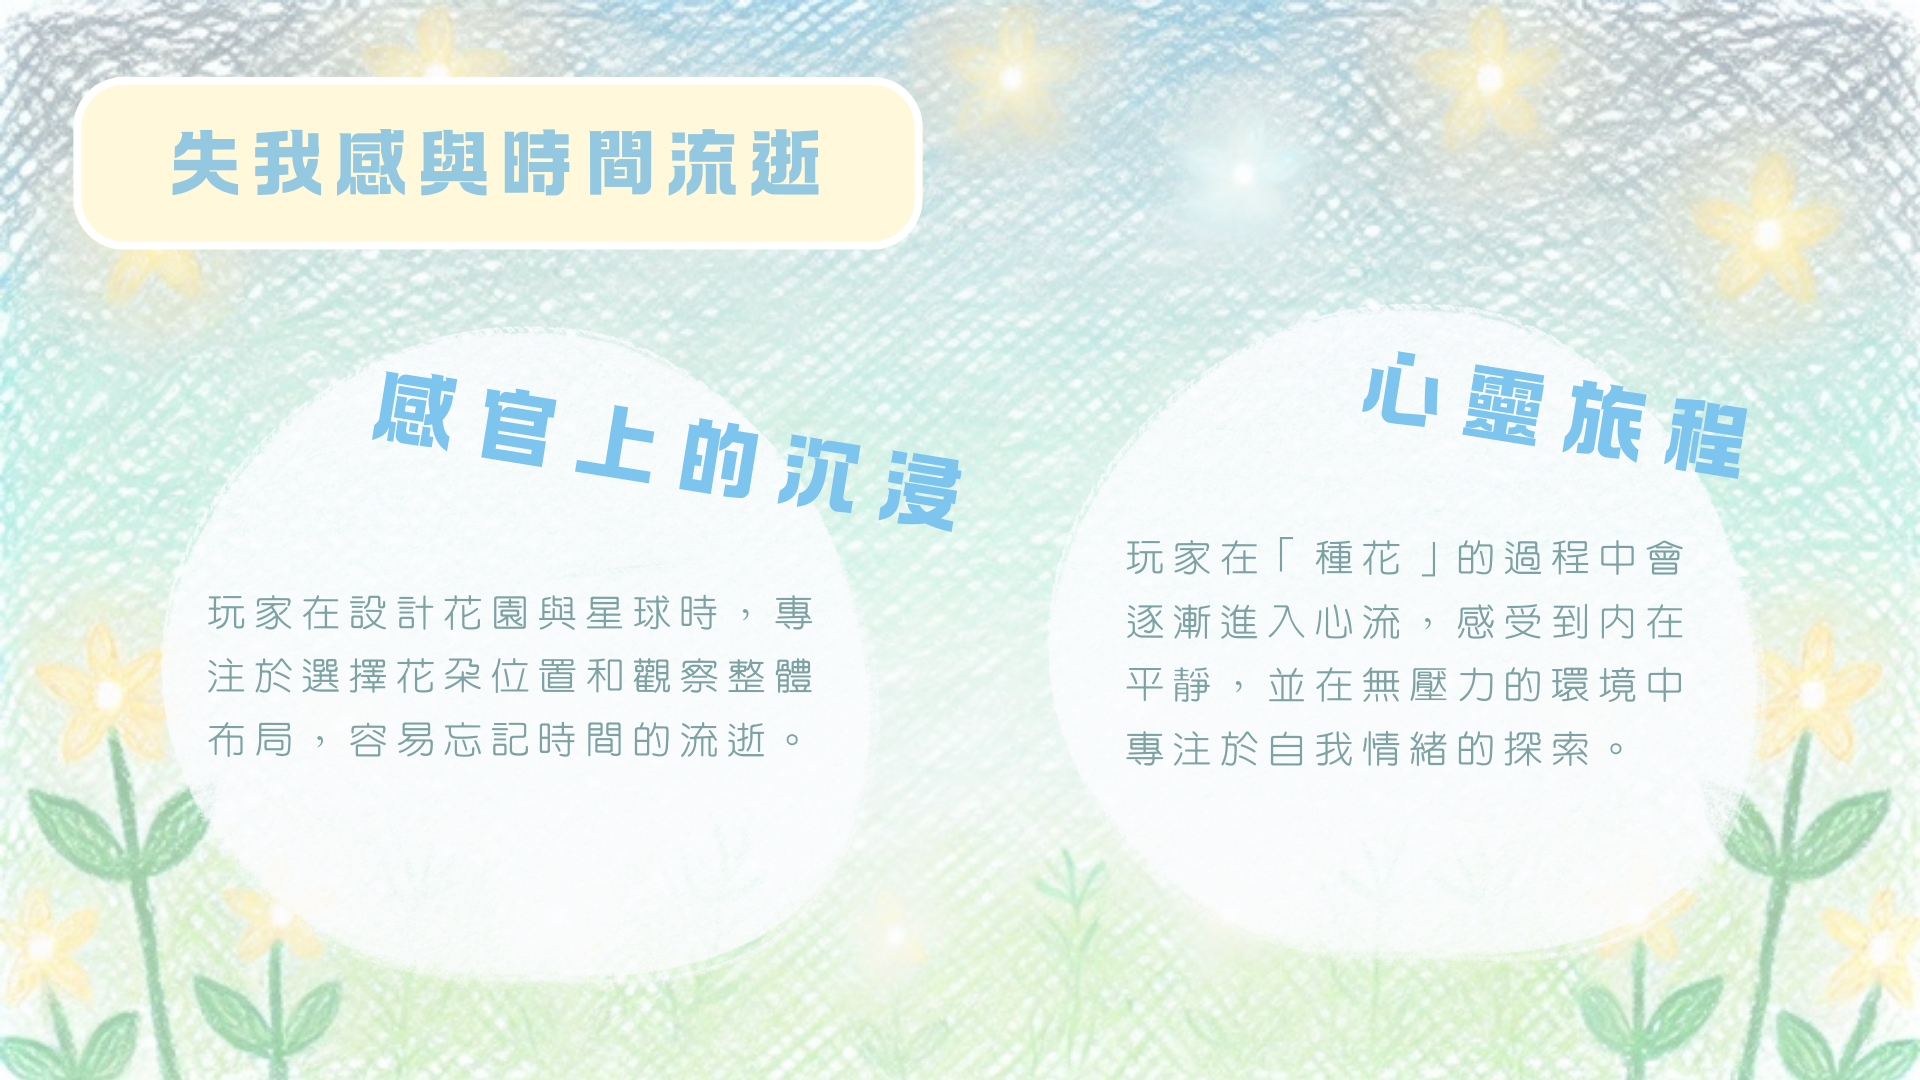 失我感與時間流逝
感官上的沉浸
玩家在設計花園與星球時，專
注於選擇花朵位置和觀察整體
布局，容易忘記時間的流逝。
心靈旅程
玩家在「種花」的過程中會
逐漸進入心流，感受到內在
平靜，並在無壓力的環境中
專注於自我情緒的探索。